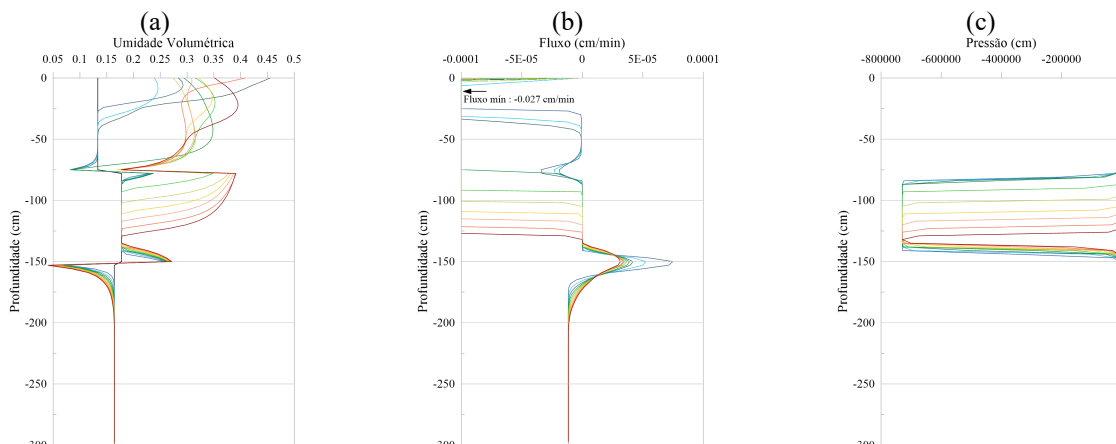 (a)
Umidade Volumétrica
0.05 0.1 0.15 0.2 0.25 0.3 0.35 0.4 0.45 0.5
0
-50
-100
-150
-200
-250
Profundidade (cm)
(b)
Fluxo (cm/min)
-0.0001 -5E-05 0 5E-05 0.0001
0
Fluxo mín : -0.027 cm/min
-50
-100
-150
-200
-250
-300
Profundidade (cm)
(c)
Pressão (cm)
-800000 -600000 -400000 -200000
0
-50
-100
-150
-200
-250
Profundidade (cm)